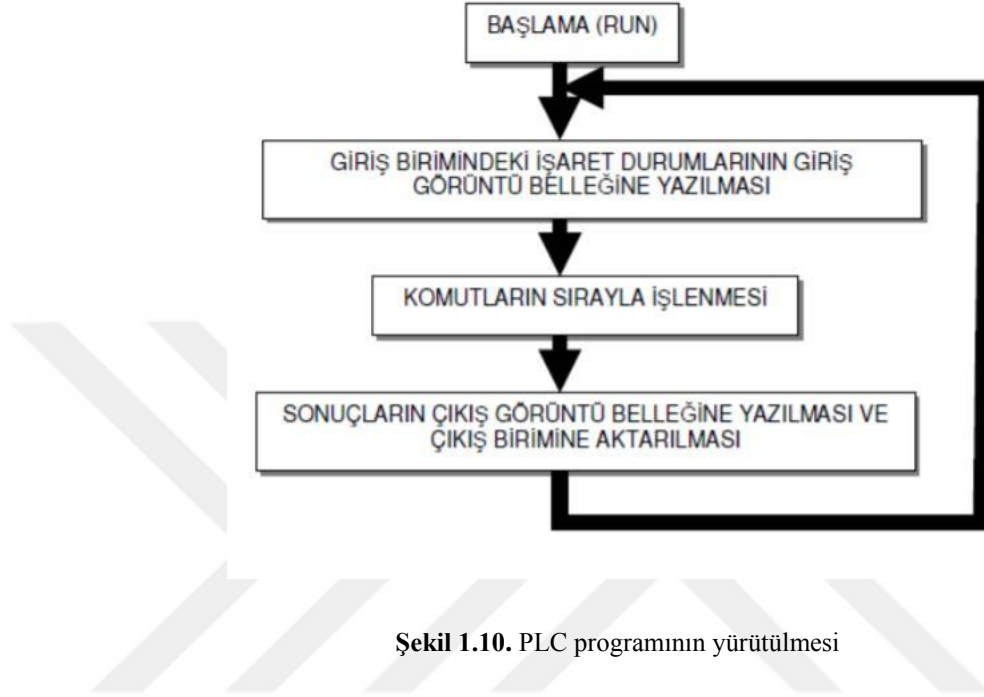 BAŞLAMA (RUN)
GİRİŞ BİRİMİNDEKİ İŞARET DURUMLARININ GİRİŞ
GÖRÜNTÜ BELLEĞİNE YAZILMASI
KOMUTLARIN SIRAYLA İŞLENMESİ
SONUÇLARIN ÇIKIŞ GÖRÜNTÜ BELLEĞİNE YAZILMASI VE
ÇIKIŞ BİRİMİNE AKTARILMASI
Şekil 1.10. PLC programının yürütülmesi